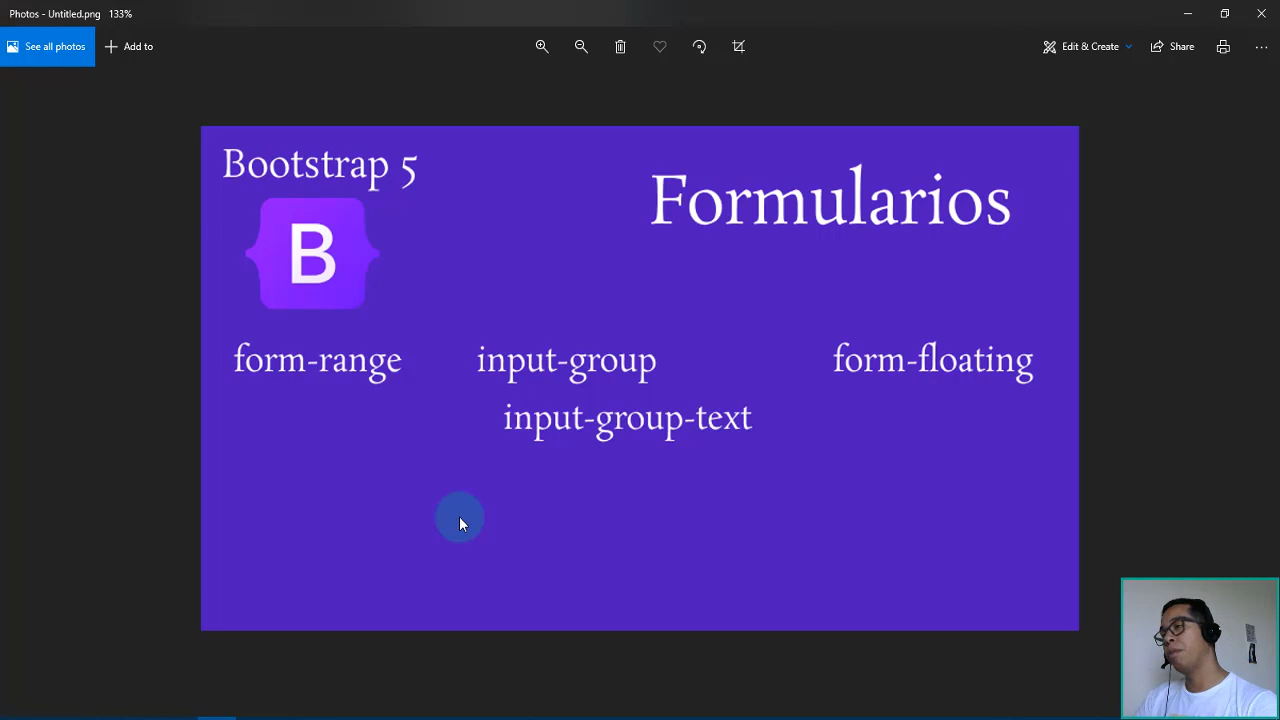 Photos - Untitled.png 133%
See all photos
Add to
Edit & Create
Share
Bootstrap 5
B
Formularios
form-range
input-group
form-floating
input-group-text